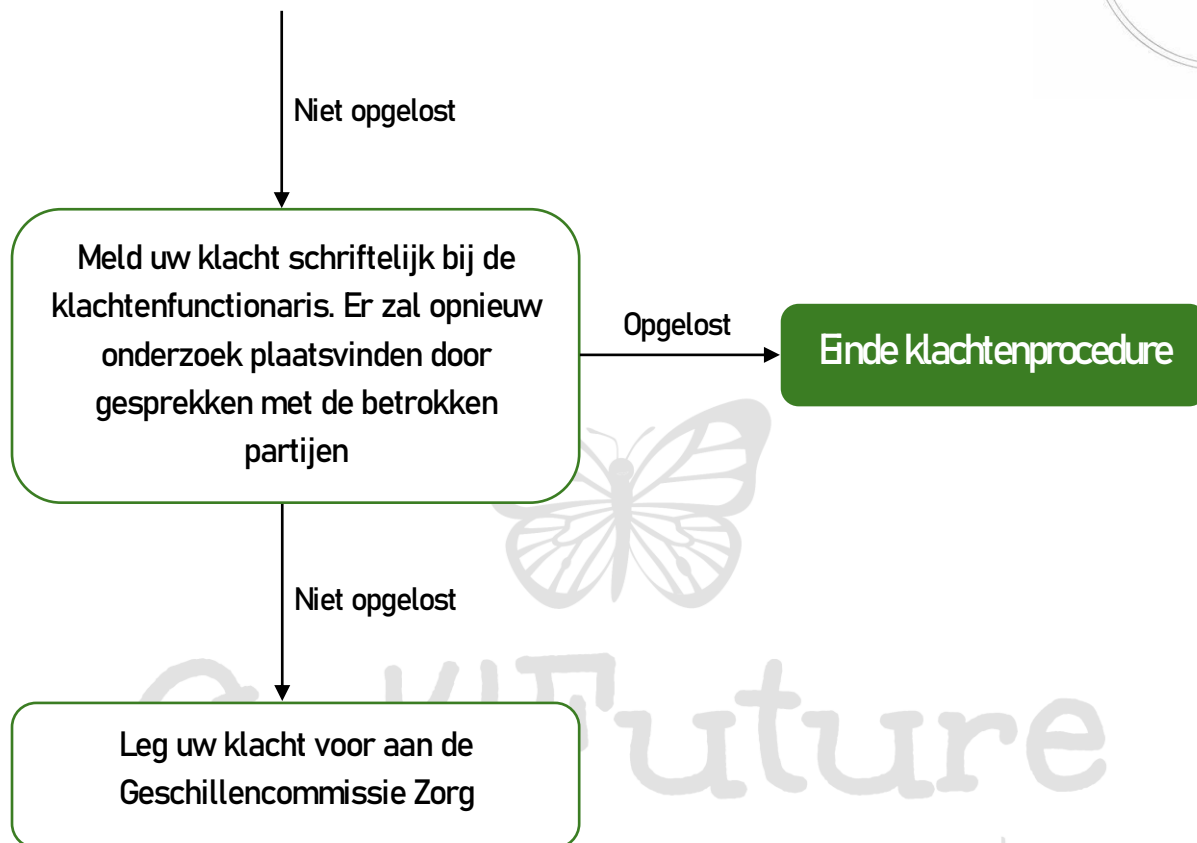 Niet opgelost
Meld uw klacht schriftelijk bij de
klachtenfunctionaris. Er zal opnieuw
onderzoek plaatsvinden door
gesprekken met de betrokken
partijen
Opgelost
Einde klachtenprocedure
Niet opgelost
Leg uw klacht voor aan de
Geschillencommissie Zorg
Future